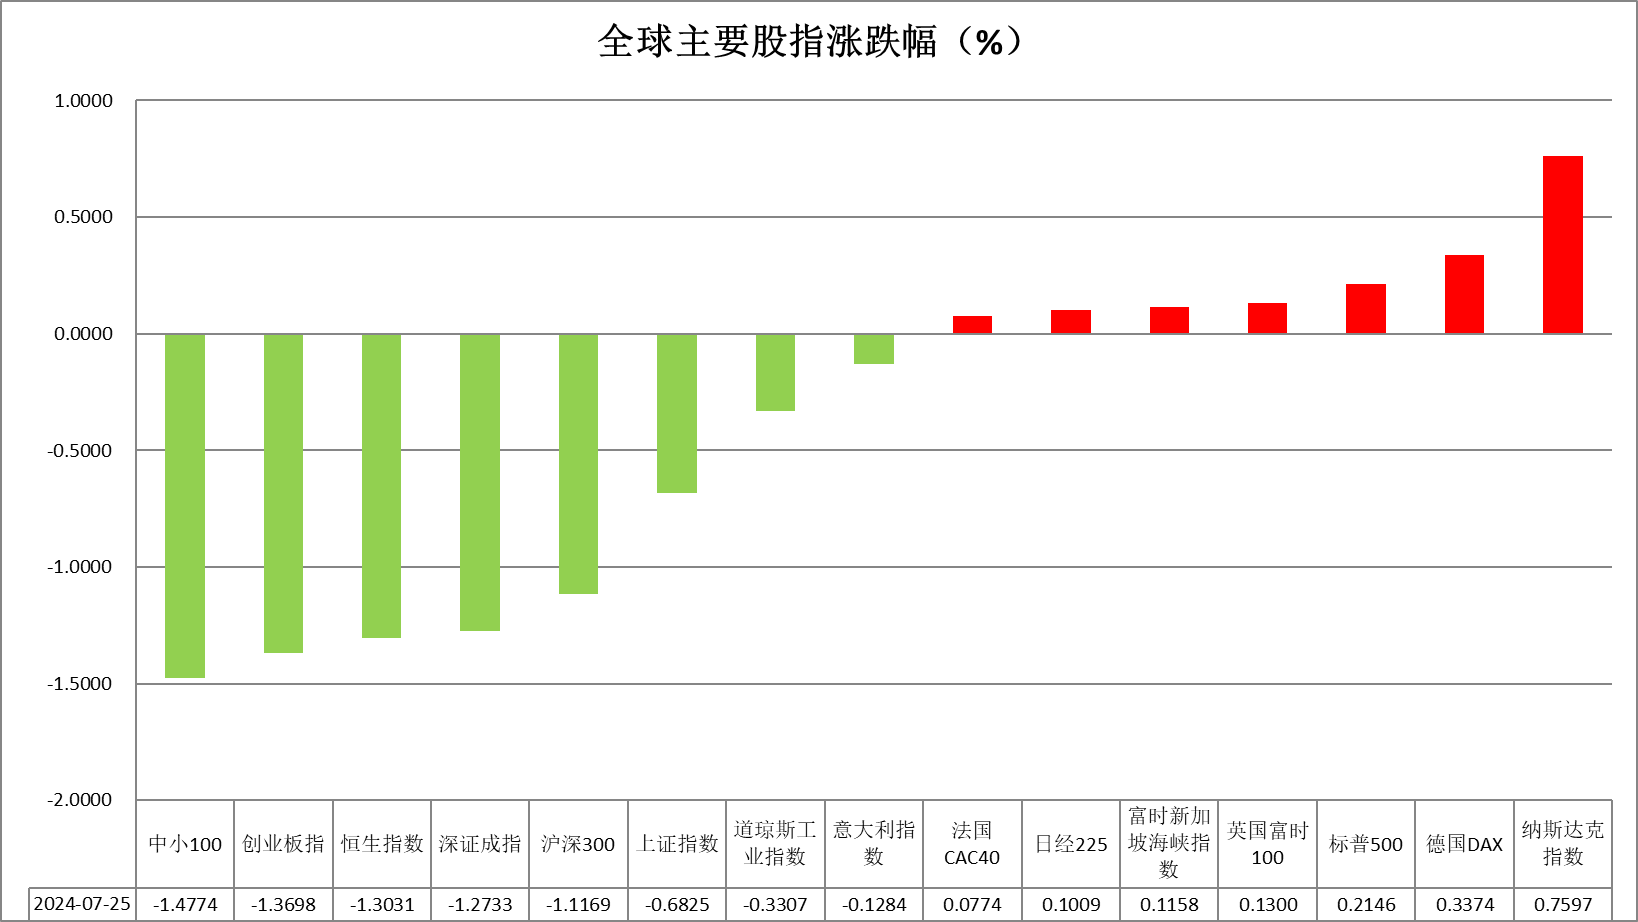 全球主要股指涨跌幅（%）
1.0000
0.5000
0.0000
-0.5000
-1.0000
-1.5000
-2.0000
中小100
创业板指
恒生指数
深证成指
沪深300
上证指数
道琼斯工
业指数
意大利指
数
法国
CAC40
日经225
富时新加
坡海峡指
数
英国富时
100
标普500
德国DAX
纳斯达克
指数
2024-07-25 -1.4774 -1.3698 -1.3031 -1.2733 -1.1169 -0.6825 -0.3307 -0.1284 0.0774 0.1009 0.1158 0.1300 0.2146 0.3374 0.7597